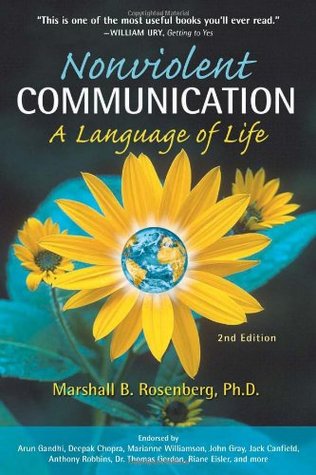 "This is one of the most useful books you'll ever read."
—WILLIAM URY, Getting to Yes
Nonviolent
COMMUNICATION
A Language of Life
2nd Edition
Marshall B. Rosenberg, Ph.D.
Endorsed by
Arun Gandhi, Deepak Chopra, Marianne Williamson, John Gray, Jack Canfield,
Anthony Robbins, Dr. Thomas Gordon, Riane Eisler, and more